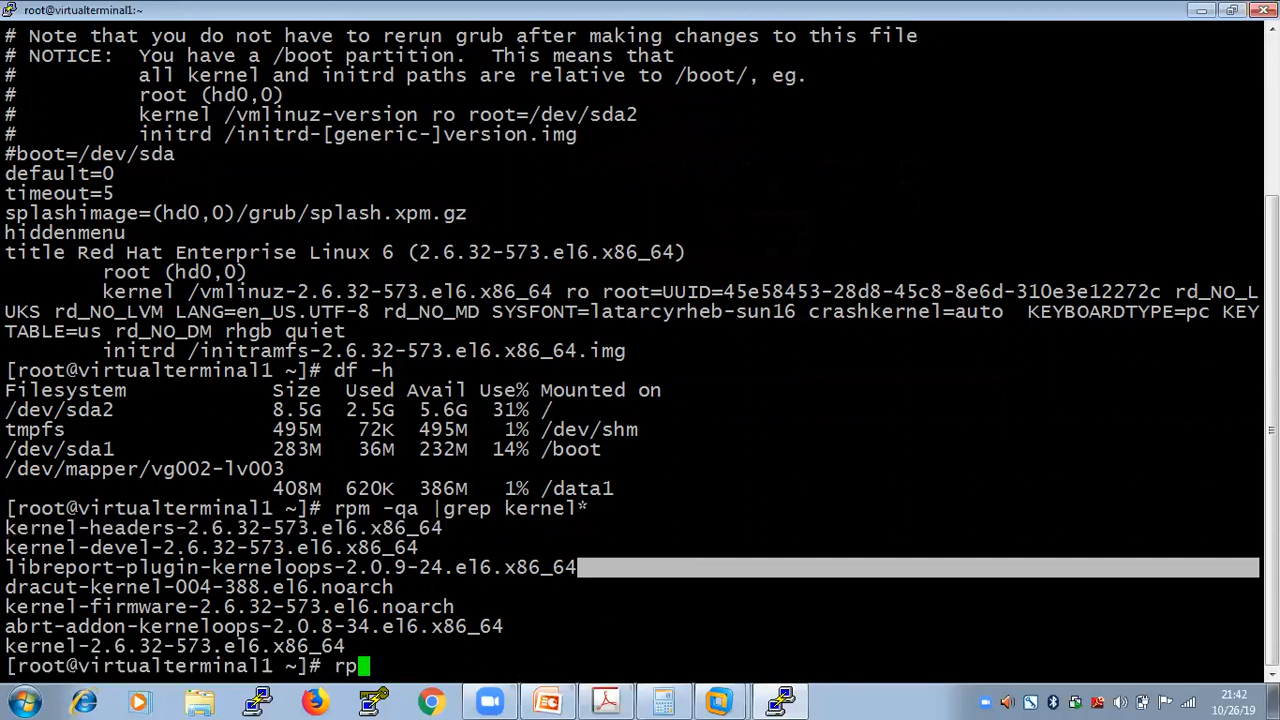 root@virtualterminal1:~
# Note that you do not have to rerun grub after making changes to this file
# NOTICE:  You have a /boot partition.  This means that
#          all kernel and initrd paths are relative to /boot/, eg.
#          root (hd0,0)
#          kernel /vmlinuz-version ro root=/dev/sda2
#          initrd /initrd-[generic-]version.img
#boot=/dev/sda
default=0
timeout=5
splashimage=(hd0,0)/grub/splash.xpm.gz
hiddenmenu
title Red Hat Enterprise Linux 6 (2.6.32-573.el6.x86_64)
        root (hd0,0)
        kernel /vmlinuz-2.6.32-573.el6.x86_64 ro root=UUID=45e58453-28d8-45c8-8e6d-310e3e12272c rd_NO_L
UKS rd_NO_LVM LANG=en_US.UTF-8 rd_NO_MD SYSFONT=latarcyrheb-sun16 crashkernel=auto  KEYBOARDTYPE=pc KEY
TABLE=us rd_NO_DM rhgb quiet
        initrd /initramfs-2.6.32-573.el6.x86_64.img
[root@virtualterminal1 ~]# df -h
Filesystem            Size  Used Avail Use% Mounted on
/dev/sda2             8.5G  2.5G  5.6G  31% /
tmpfs                 495M   72K  495M   1% /dev/shm
/dev/sda1             283M   36M  232M  14% /boot
/dev/mapper/vg002-lv003
                      408M  620K  386M   1% /data1
[root@virtualterminal1 ~]# rpm -qa |grep kernel*
kernel-headers-2.6.32-573.el6.x86_64
kernel-devel-2.6.32-573.el6.x86_64
libreport-plugin-kerneloops-2.0.9-24.el6.x86_64
dracut-kernel-004-388.el6.noarch
kernel-firmware-2.6.32-573.el6.noarch
abrt-addon-kerneloops-2.0.8-34.el6.x86_64
kernel-2.6.32-573.el6.x86_64
[root@virtualterminal1 ~]# rp
21:42
10/26/19